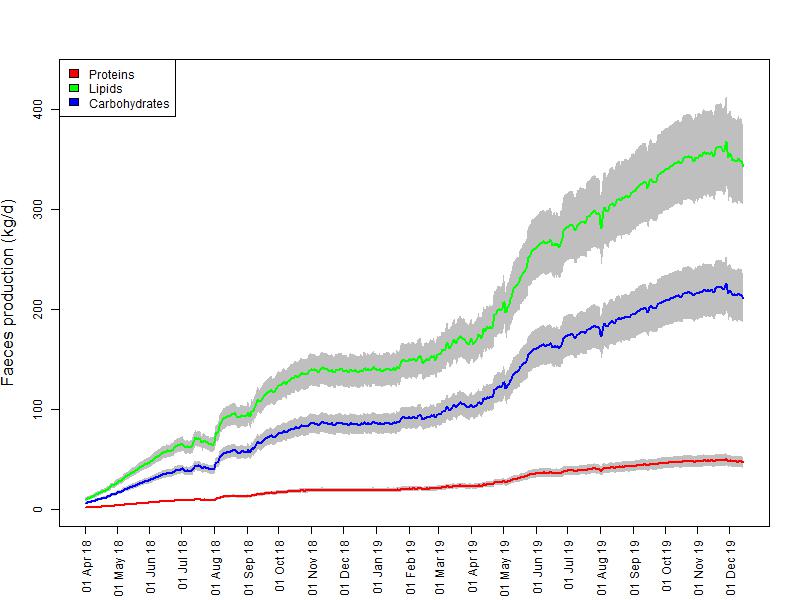 Proteins
Lipids
Carbohydrates
Faeces production (kg/d)
400
300
200
100
0
01 Apr 18
01 May 18
01 Jun 18
01 Jul 18
01 Aug 18
01 Sep 18
01 Oct 18
01 Nov 18
01 Dec 18
01 Jan 19
01 Feb 19
01 Mar 19
01 Apr 19
01 May 19
01 Jun 19
01 Jul 19
01 Aug 19
01 Sep 19
01 Oct 19
01 Nov 19
01 Dec 19